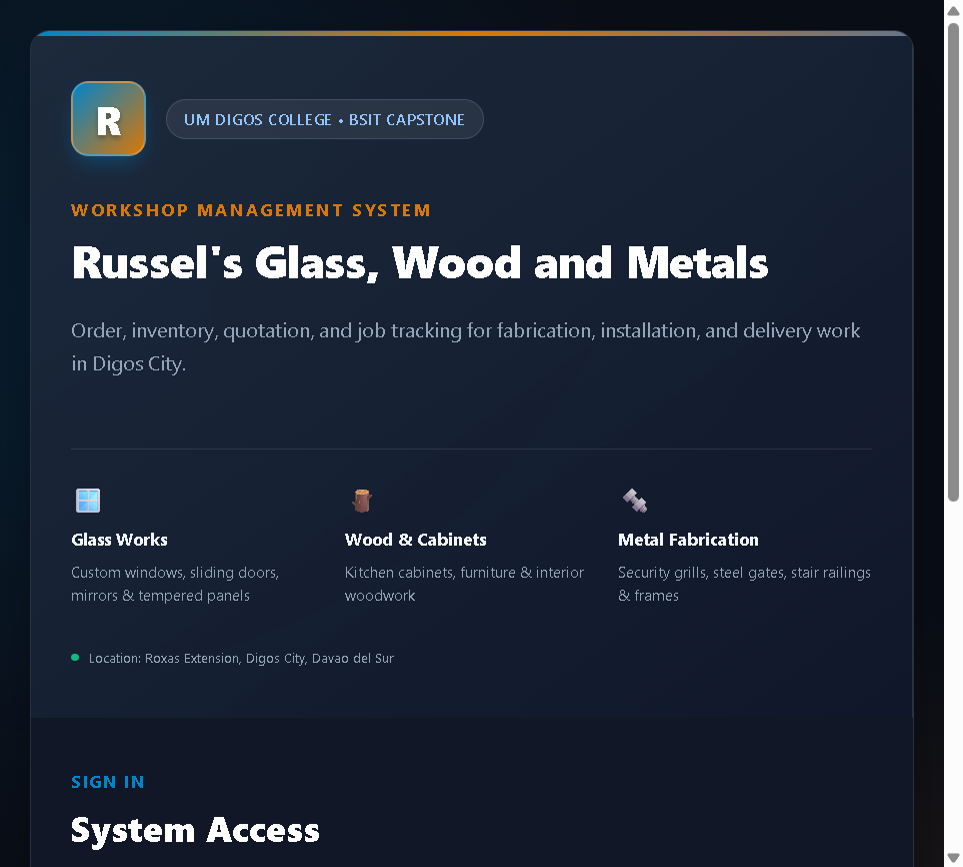 R
UM DIGOS COLLEGE • BSIT CAPSTONE
WORKSHOP MANAGEMENT SYSTEM
Russel's Glass, Wood and Metals
Order, inventory, quotation, and job tracking for fabrication, installation, and delivery work
in Digos City.
Glass Works
Custom windows, sliding doors,
mirrors & tempered panels
Wood & Cabinets
Kitchen cabinets, furniture & interior
woodwork
Metal Fabrication
Security grills, steel gates, stair railings
& frames
Location: Roxas Extension, Digos City, Davao del Sur
SIGN IN
System Access